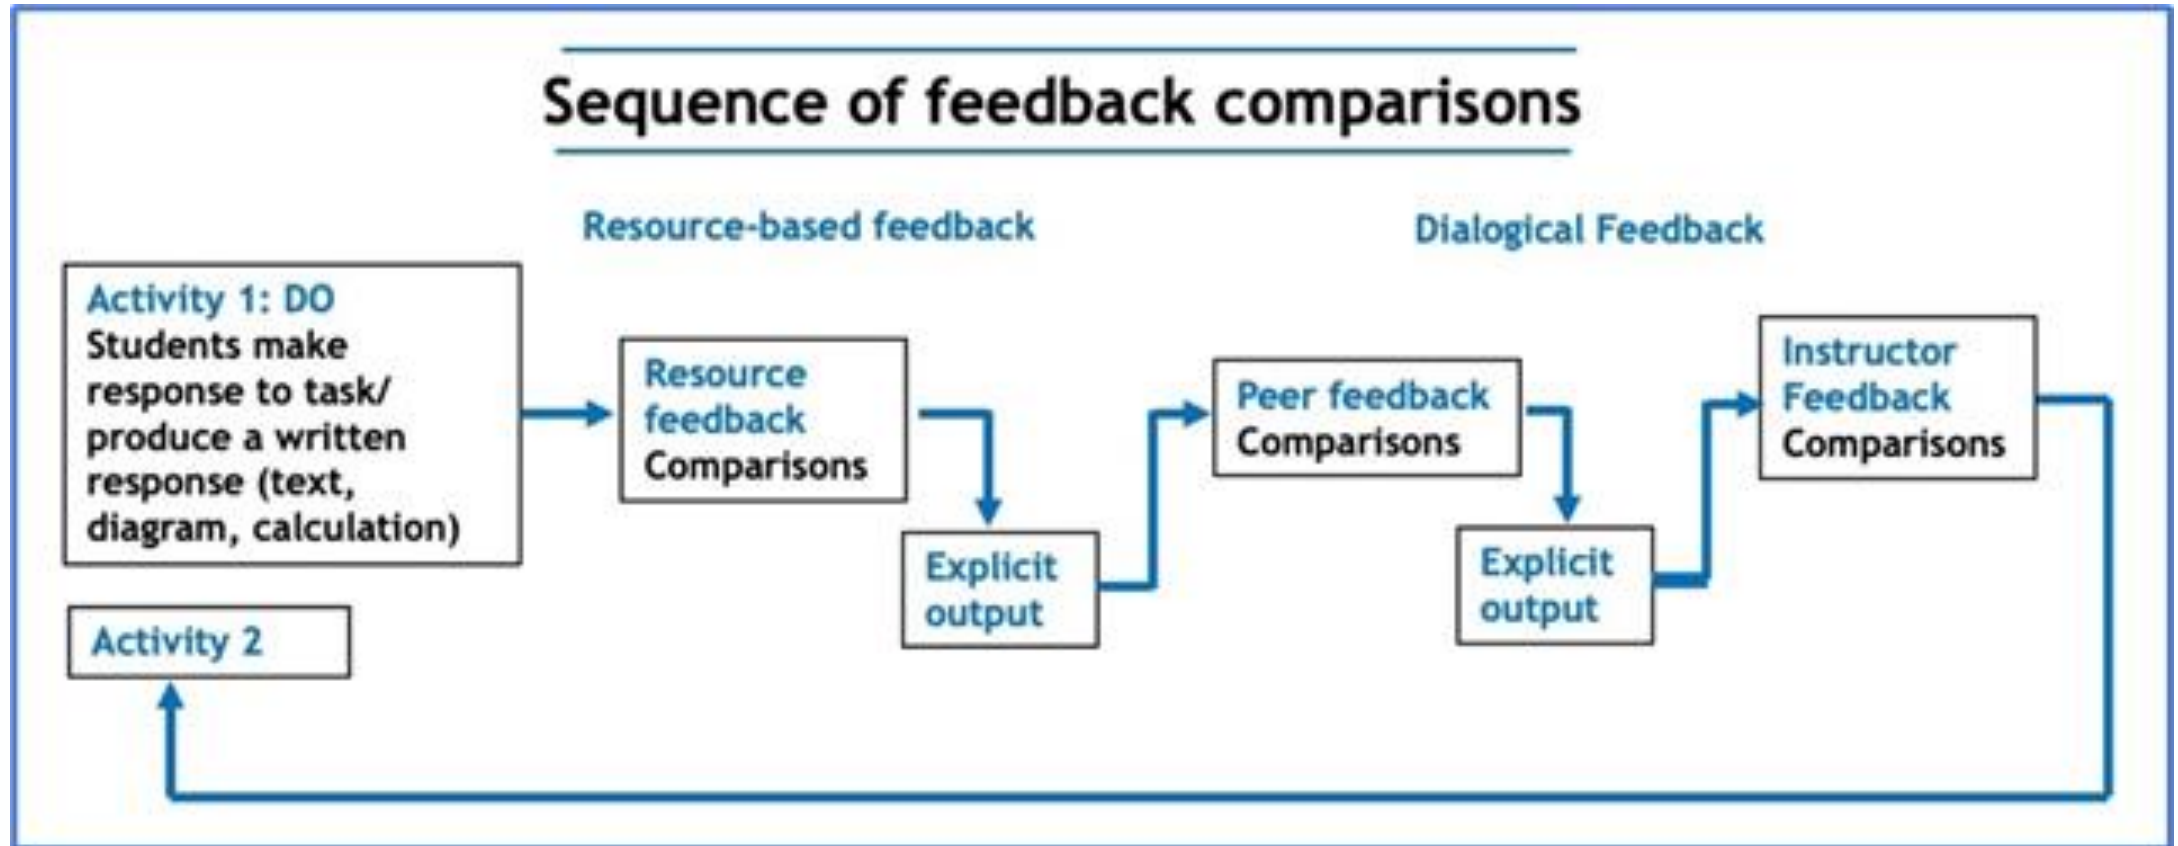 Sequence of feedback comparisons
Resource-based feedback
Dialogical Feedback
Activity 1: DO
Students make
response to task/
produce a written
response (text,
diagram, calculation)
Resource
feedback
Comparisons
Explicit
output
Peer feedback
Comparisons
Explicit
output
Instructor
Feedback
Comparisons
Activity 2